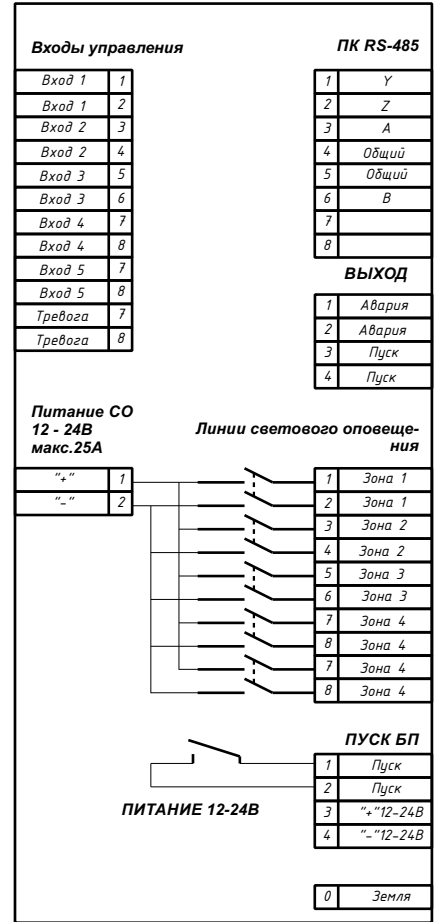 Входы управления
Вход 1 1
Вход 1 2
Вход 2 3
Вход 2 4
Вход 3 5
Вход 3 6
Вход 4 7
Вход 4 8
Вход 5 7
Вход 5 8
Тревога 7
Тревога 8
ПК RS-485
1 Y
2 Z
3 A
4 Общий
5 Общий
6 B
7
8
ВЫХОД
1 Авария
2 Авария
3 Пуск
4 Пуск
Питание СО
12 - 24В
макс.25А
"+" 1
"-" 2
Линии светового оповеще-
ния
1 Зона 1
2 Зона 1
3 Зона 2
4 Зона 2
5 Зона 3
6 Зона 3
7 Зона 4
8 Зона 4
7 Зона 4
8 Зона 4
ПУСК БП
1 Пуск
2 Пуск
3 "+"12-24В
4 "-"12-24В
ПИТАНИЕ 12-24В
0 Земля